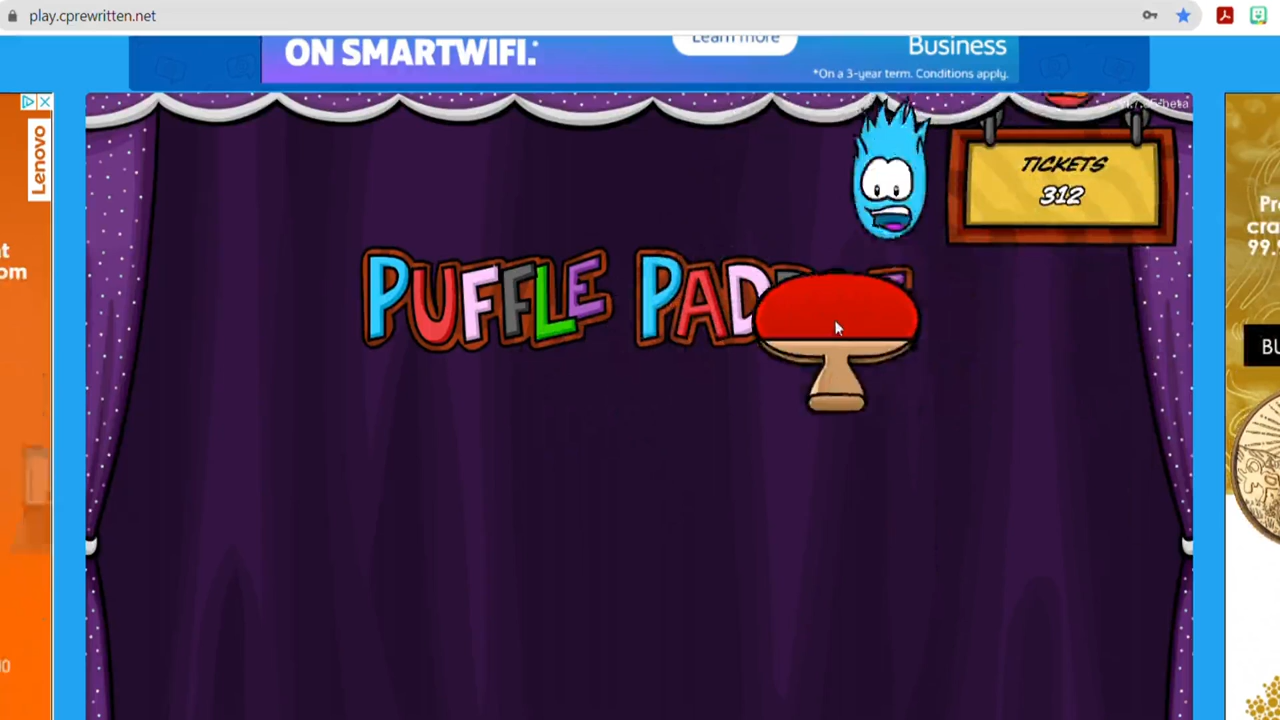 play.cprewritten.net
ON SMARTWIFI.*
Learn more
Business
*On a 3-year term. Conditions apply.
Lenovo
TICKETS
312
PUFFLE PAD
BU